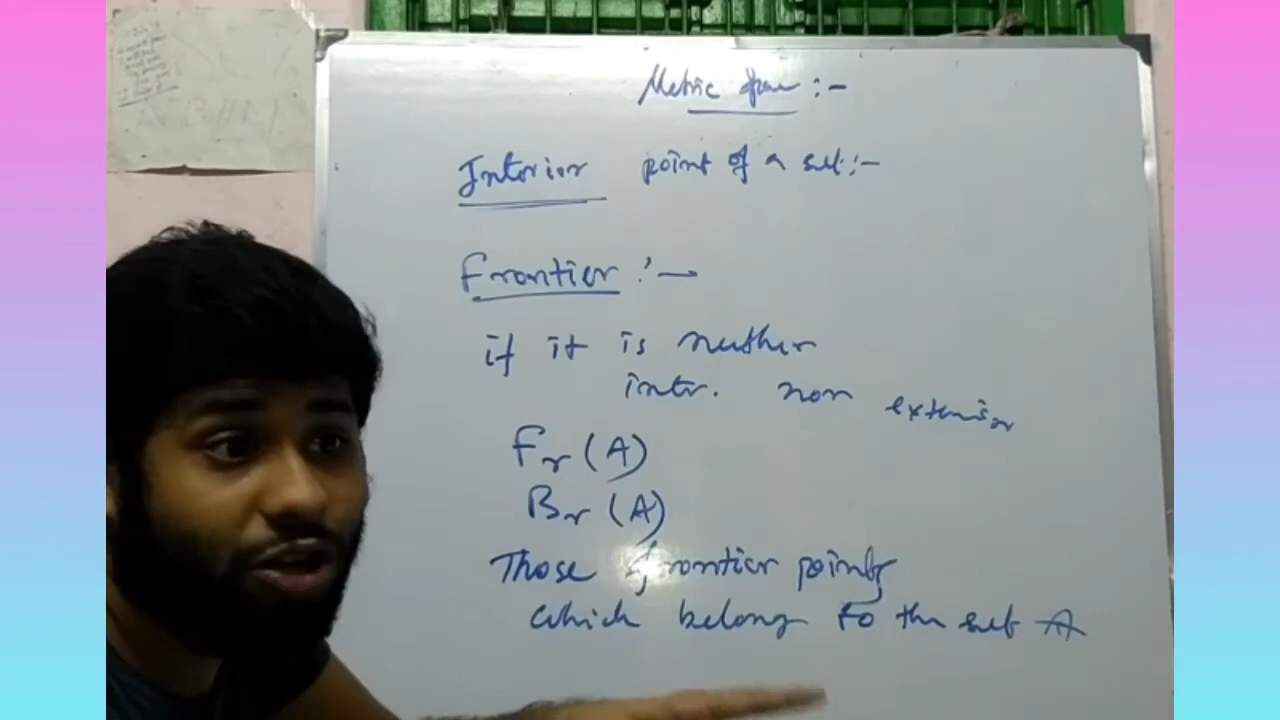 Metric space :-
Interior point of a set :-
Frontier :-
if it is neither
intr. nor exterior
Fr (A)
Br (A)
Those frontier points
which belong to the set A